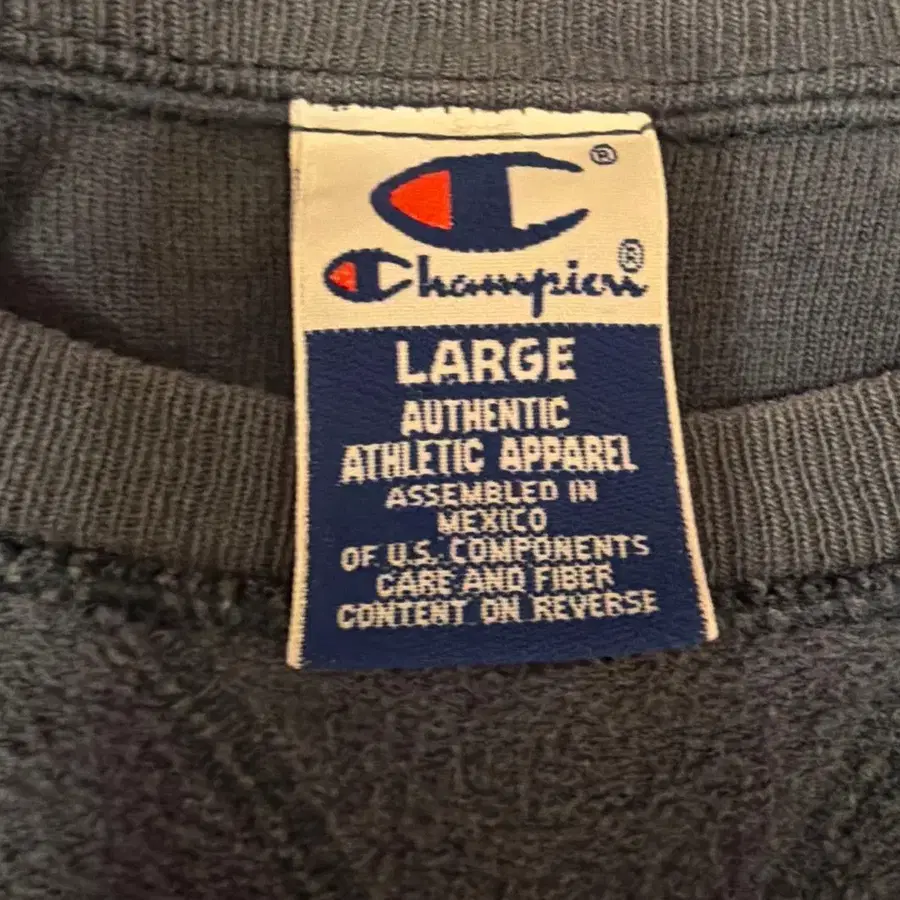 ®
Champion®
LARGE
AUTHENTIC
ATHLETIC APPAREL
ASSEMBLED IN
MEXICO
OF U.S. COMPONENTS
CARE AND FIBER
CONTENT ON REVERSE